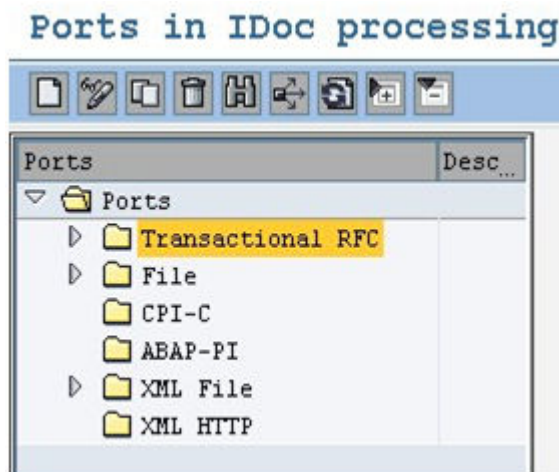 Ports in IDoc processing
Ports Desc...
Ports
Transactional RFC
File
CPI-C
ABAP-PI
XML File
XML HTTP